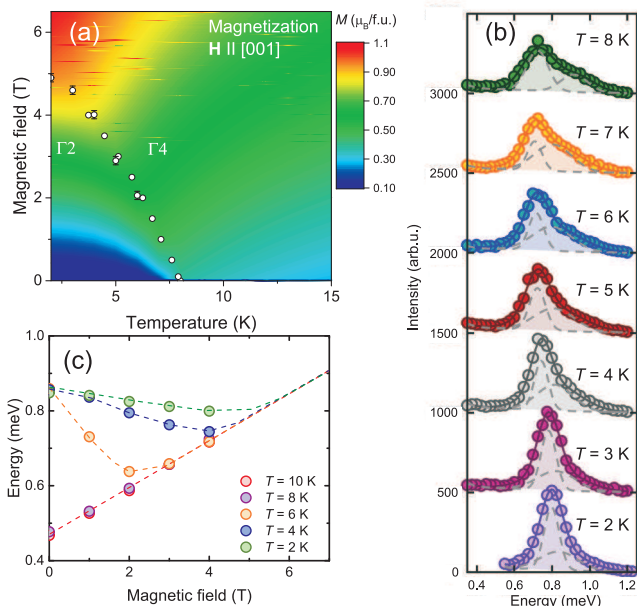 (a)
Magnetization
H II [001]
Γ2
Γ4
Magnetic field (T)
6
4
2
0
5
10
15
Temperature (K)
M (μB/f.u.)
1.1
0.90
0.70
0.50
0.30
0.10
(b)
T = 8 K
T = 7 K
T = 6 K
T = 5 K
T = 4 K
T = 3 K
T = 2 K
Intensity (arb.u.)
3000
2500
2000
1500
1000
500
0
0.4
0.6
0.8
1.0
1.2
Energy (meV)
(c)
Energy (meV)
1.0
0.8
0.6
0.4
T = 10 K
T = 8 K
T = 6 K
T = 4 K
T = 2 K
0
2
4
6
Magnetic field (T)